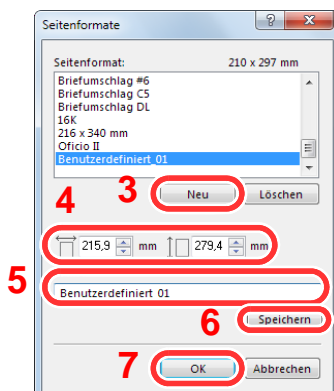 Seitenformate
Seitenformat: 210 x 297 mm
Briefumschlag #6
Briefumschlag C5
Briefumschlag DL
16K
216 x 340 mm
Oficio II
Benutzerdefiniert_01
3 Neu Löschen
4
215,9 mm 279,4 mm
5
Benutzerdefiniert 01
6 Speichern
7 OK Abbrechen